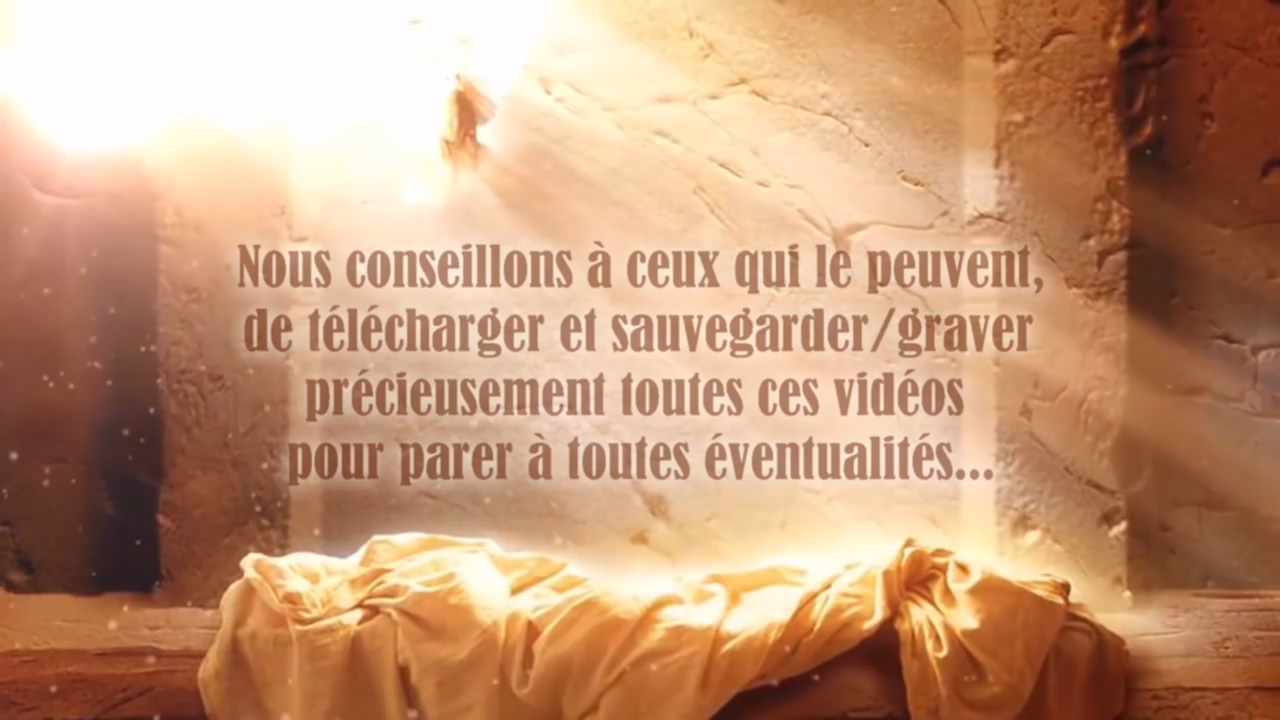 Nous conseillons à ceux qui le peuvent,
de télécharger et sauvegarder/graver
précieusement toutes ces vidéos
pour parer à toutes éventualités...